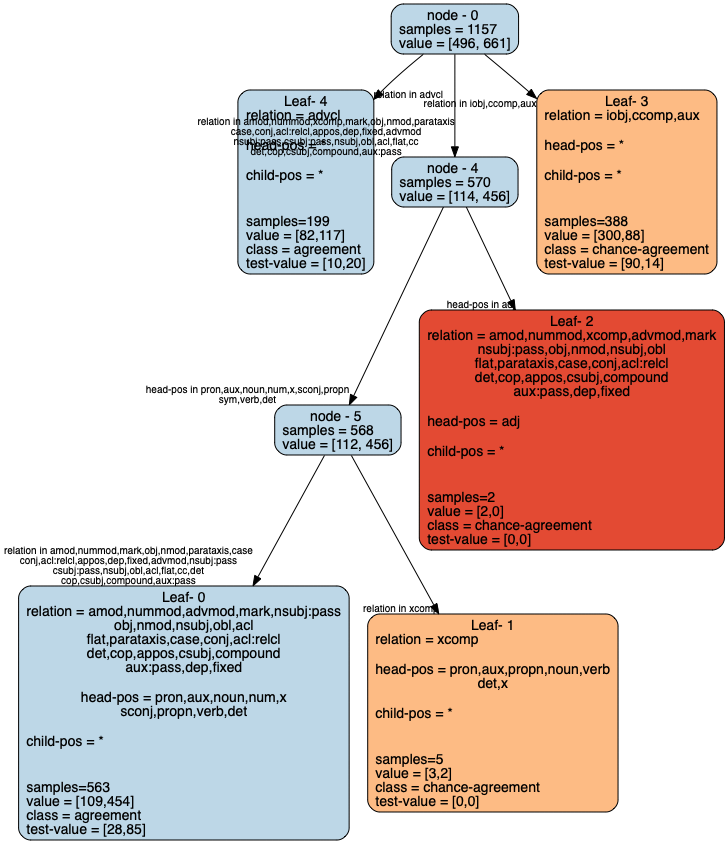 node - 0
samples = 1157
value = [496, 661]
relation in advcl
relation in iobj,ccomp,aux
relation in amod,nummod,xcomp,mark,obj,nmod,parataxis
case,conj,acl:relcl,appos,dep,fixed,advmod
nsubj:pass,csubj:pass,nsubj,obl,acl,flat,cc
det,cop,csubj,compound,aux:pass
Leaf- 4
relation = advcl
head-pos = *
child-pos = *
samples=199
value = [82,117]
class = agreement
test-value = [10,20]
Leaf- 3
relation = iobj,ccomp,aux
head-pos = *
child-pos = *
samples=388
value = [300,88]
class = chance-agreement
test-value = [90,14]
node - 4
samples = 570
value = [114, 456]
head-pos in adj
Leaf- 2
relation = amod,nummod,xcomp,advmod,mark
nsubj:pass,obj,nmod,nsubj,obl
flat,parataxis,case,conj,acl:relcl
det,cop,appos,csubj,compound
aux:pass,dep,fixed
head-pos = adj
child-pos = *
samples=2
value = [2,0]
class = chance-agreement
test-value = [0,0]
head-pos in pron,aux,noun,num,x,sconj,propn
sym,verb,det
node - 5
samples = 568
value = [112, 456]
relation in amod,nummod,mark,obj,nmod,parataxis,case
conj,acl:relcl,appos,dep,fixed,advmod,nsubj:pass
csubj:pass,nsubj,obl,acl,flat,cc,det
cop,csubj,compound,aux:pass
Leaf- 0
relation = amod,nummod,advmod,mark,nsubj:pass
obj,nmod,nsubj,obl,acl
flat,parataxis,case,conj,acl:relcl
det,cop,appos,csubj,compound
aux:pass,dep,fixed
head-pos = pron,aux,noun,num,x
sconj,propn,verb,det
child-pos = *
samples=563
value = [109,454]
class = agreement
test-value = [28,85]
relation in xcomp
Leaf- 1
relation = xcomp
head-pos = pron,aux,propn,noun,verb
det,x
child-pos = *
samples=5
value = [3,2]
class = chance-agreement
test-value = [0,0]